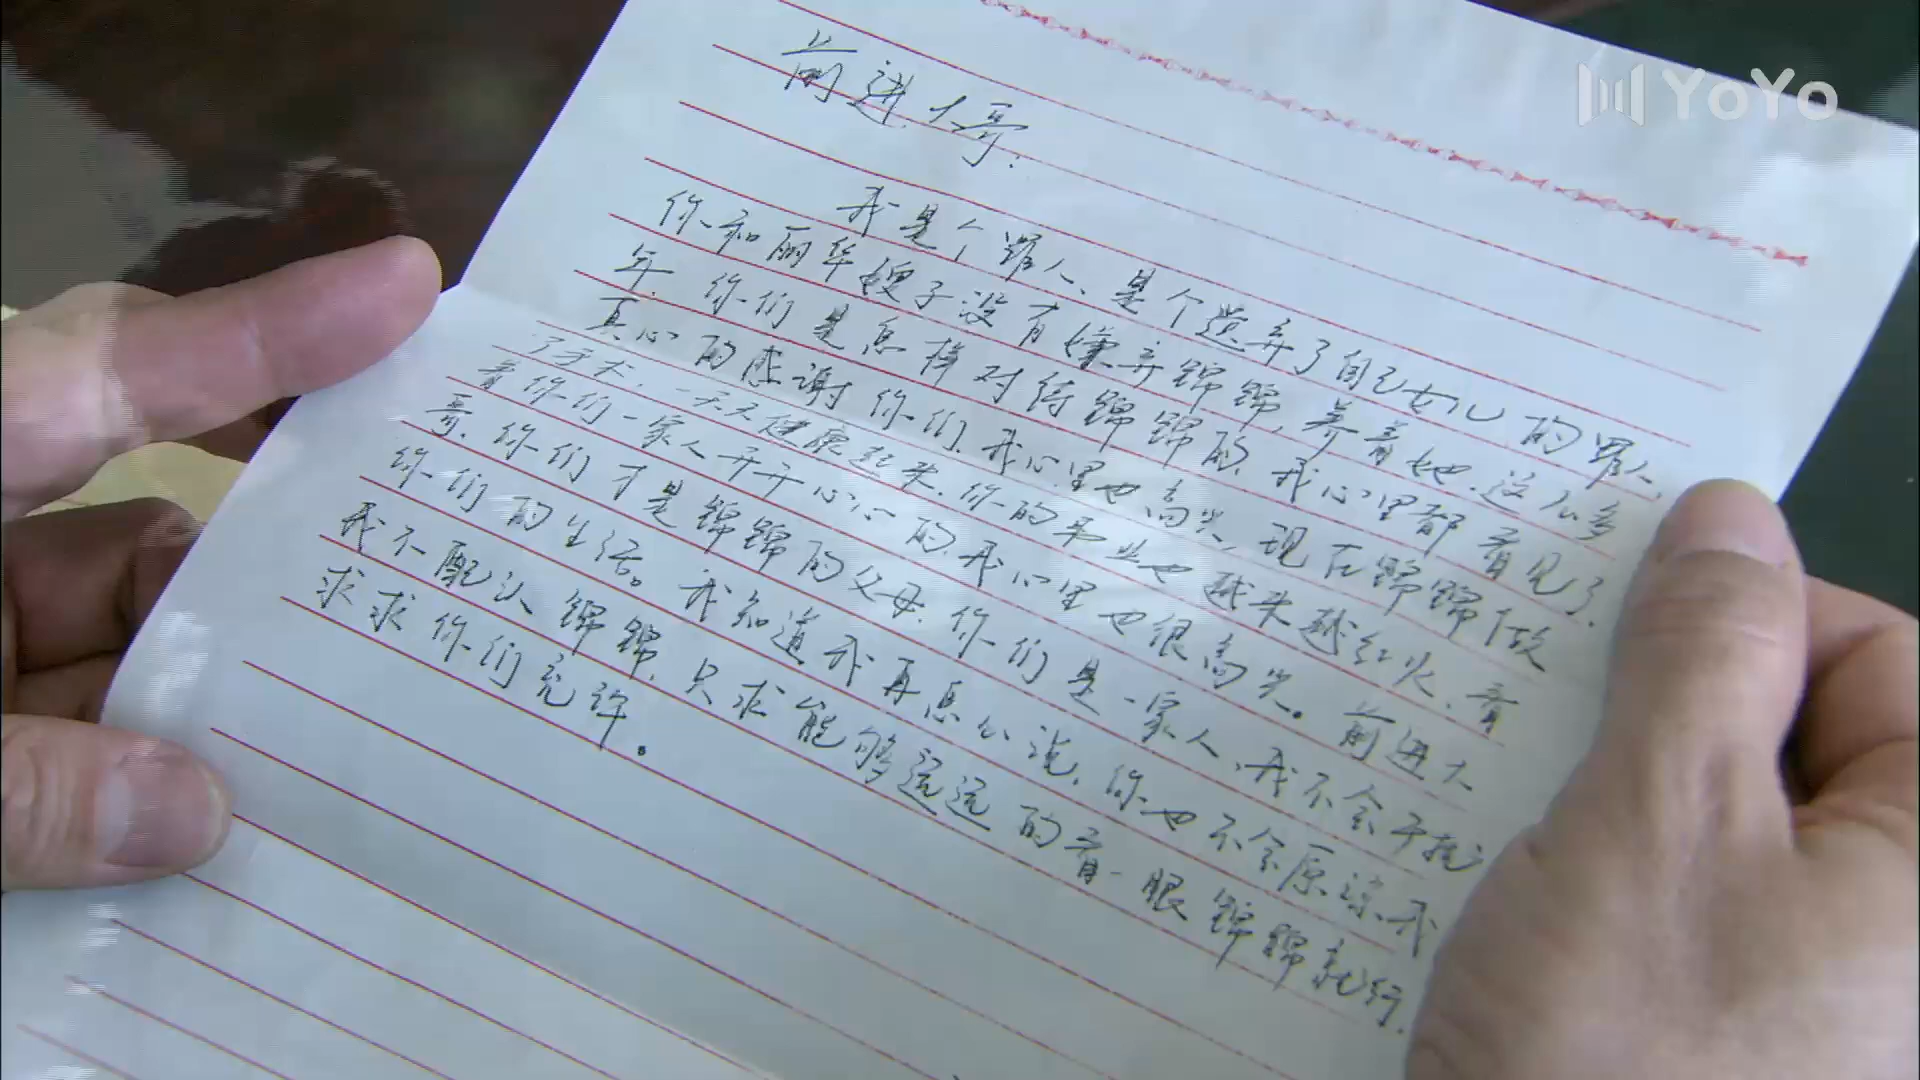 YoYo
前进大哥:
我是个罪人、是个遗弃了自己女儿的罪人,
你和丽华嫂子没有嫌弃锦锦,养着她.这么多
年.你们是怎样对待锦锦的.我心里都看见了.
真心的感谢你们.我心里也高兴,现在锦锦做
了手术.一天天健康起来.你的事业也越来越红火.看
着你们一家人开开心心的.我心里也很高兴。前进大
哥.你们才是锦锦的父母.你们是一家人,我不会干扰
你们的生活。我知道我再怎么说.你也不会原谅.我
我不配认锦锦.只求能够远远的看一眼锦锦就行.
求求你们允许。